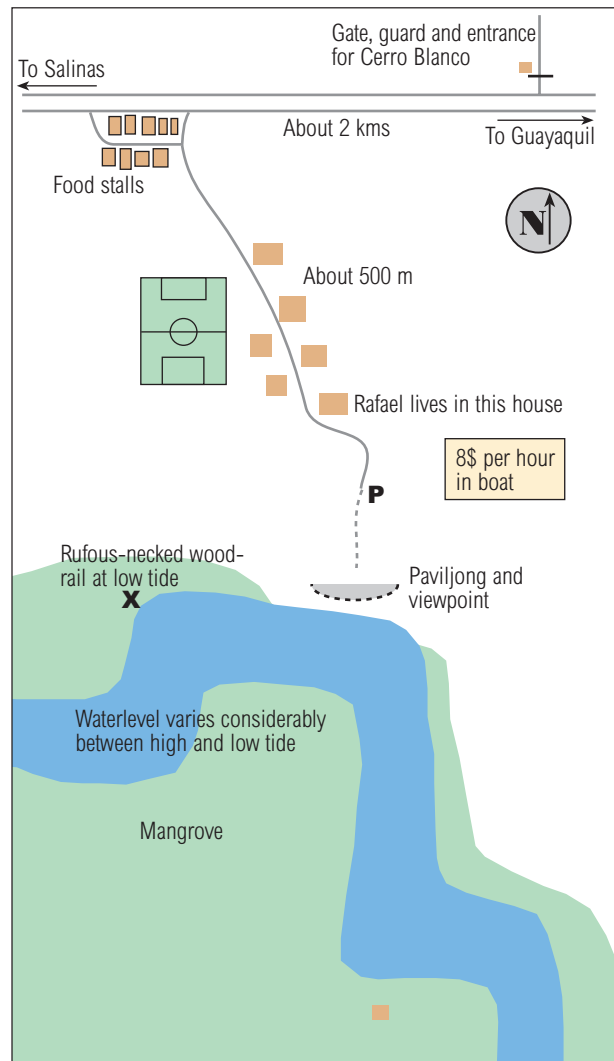 Gate, guard and entrance
for Cerro Blanco
To Salinas
About 2 kms
To Guayaquil
Food stalls
N
About 500 m
Rafael lives in this house
8$ per hour
in boat
P
Rufous-necked wood-
rail at low tide
X
Paviljong and
viewpoint
Waterlevel varies considerably
between high and low tide
Mangrove